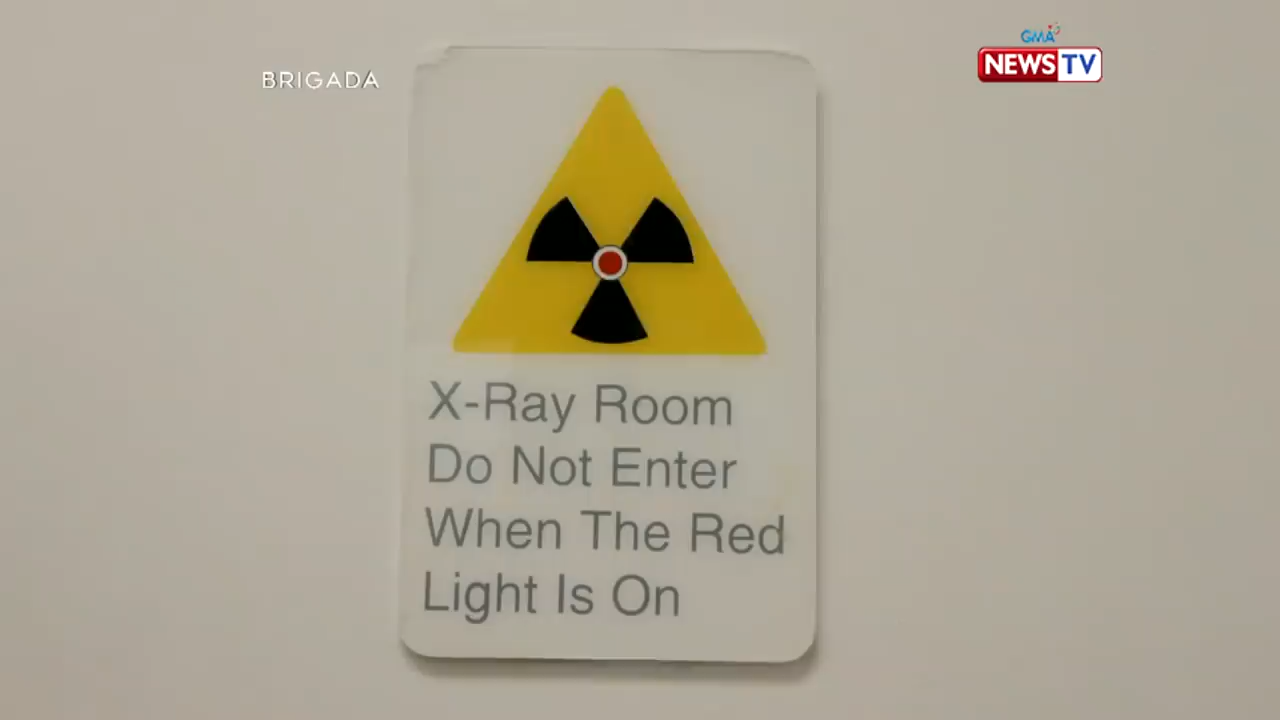 BRIGADA
GMA
NEWSTV
X-Ray Room
Do Not Enter
When The Red
Light Is On